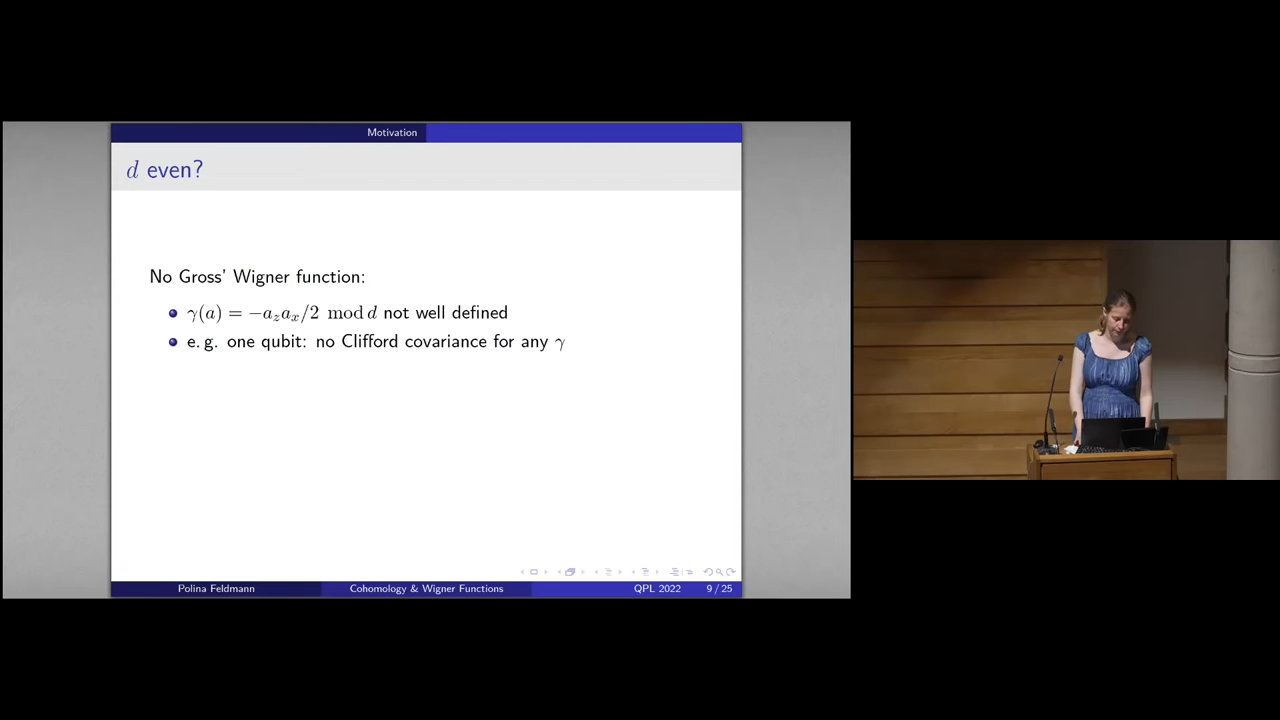 Motivation
d even?
No Gross' Wigner function:
γ(a) = −a_z a_x/2 mod d not well defined
e. g. one qubit: no Clifford covariance for any γ
Polina Feldmann
Cohomology & Wigner Functions
QPL 2022
9 / 25